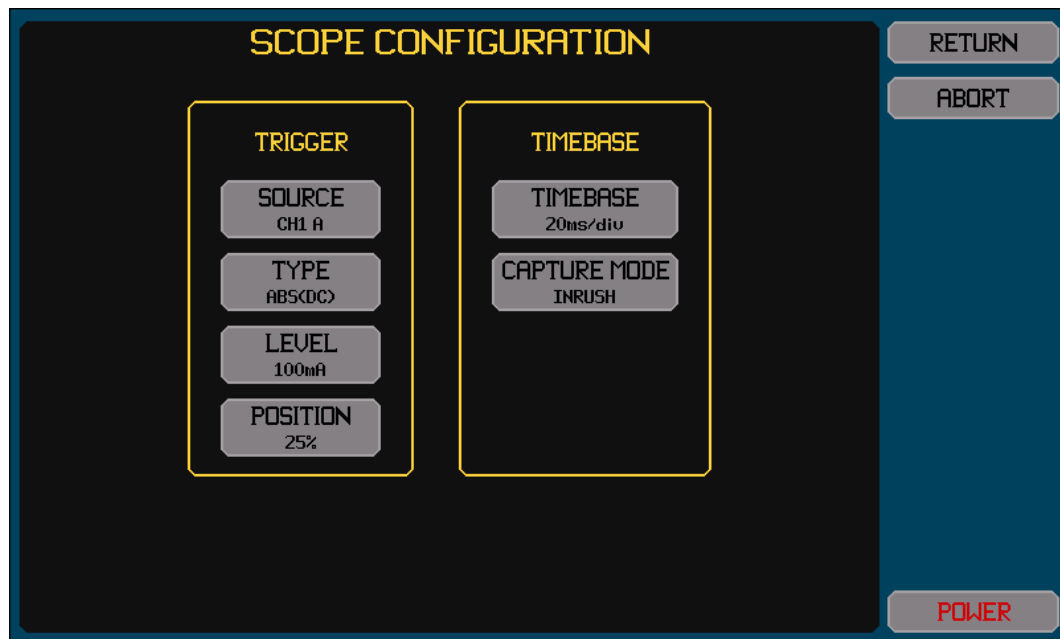 SCOPE CONFIGURATION
RETURN
ABORT
TRIGGER
SOURCE
CH1 A
TYPE
ABS(DC)
LEVEL
100mA
POSITION
25%
TIMEBASE
TIMEBASE
20ms/div
CAPTURE MODE
INRUSH
POWER